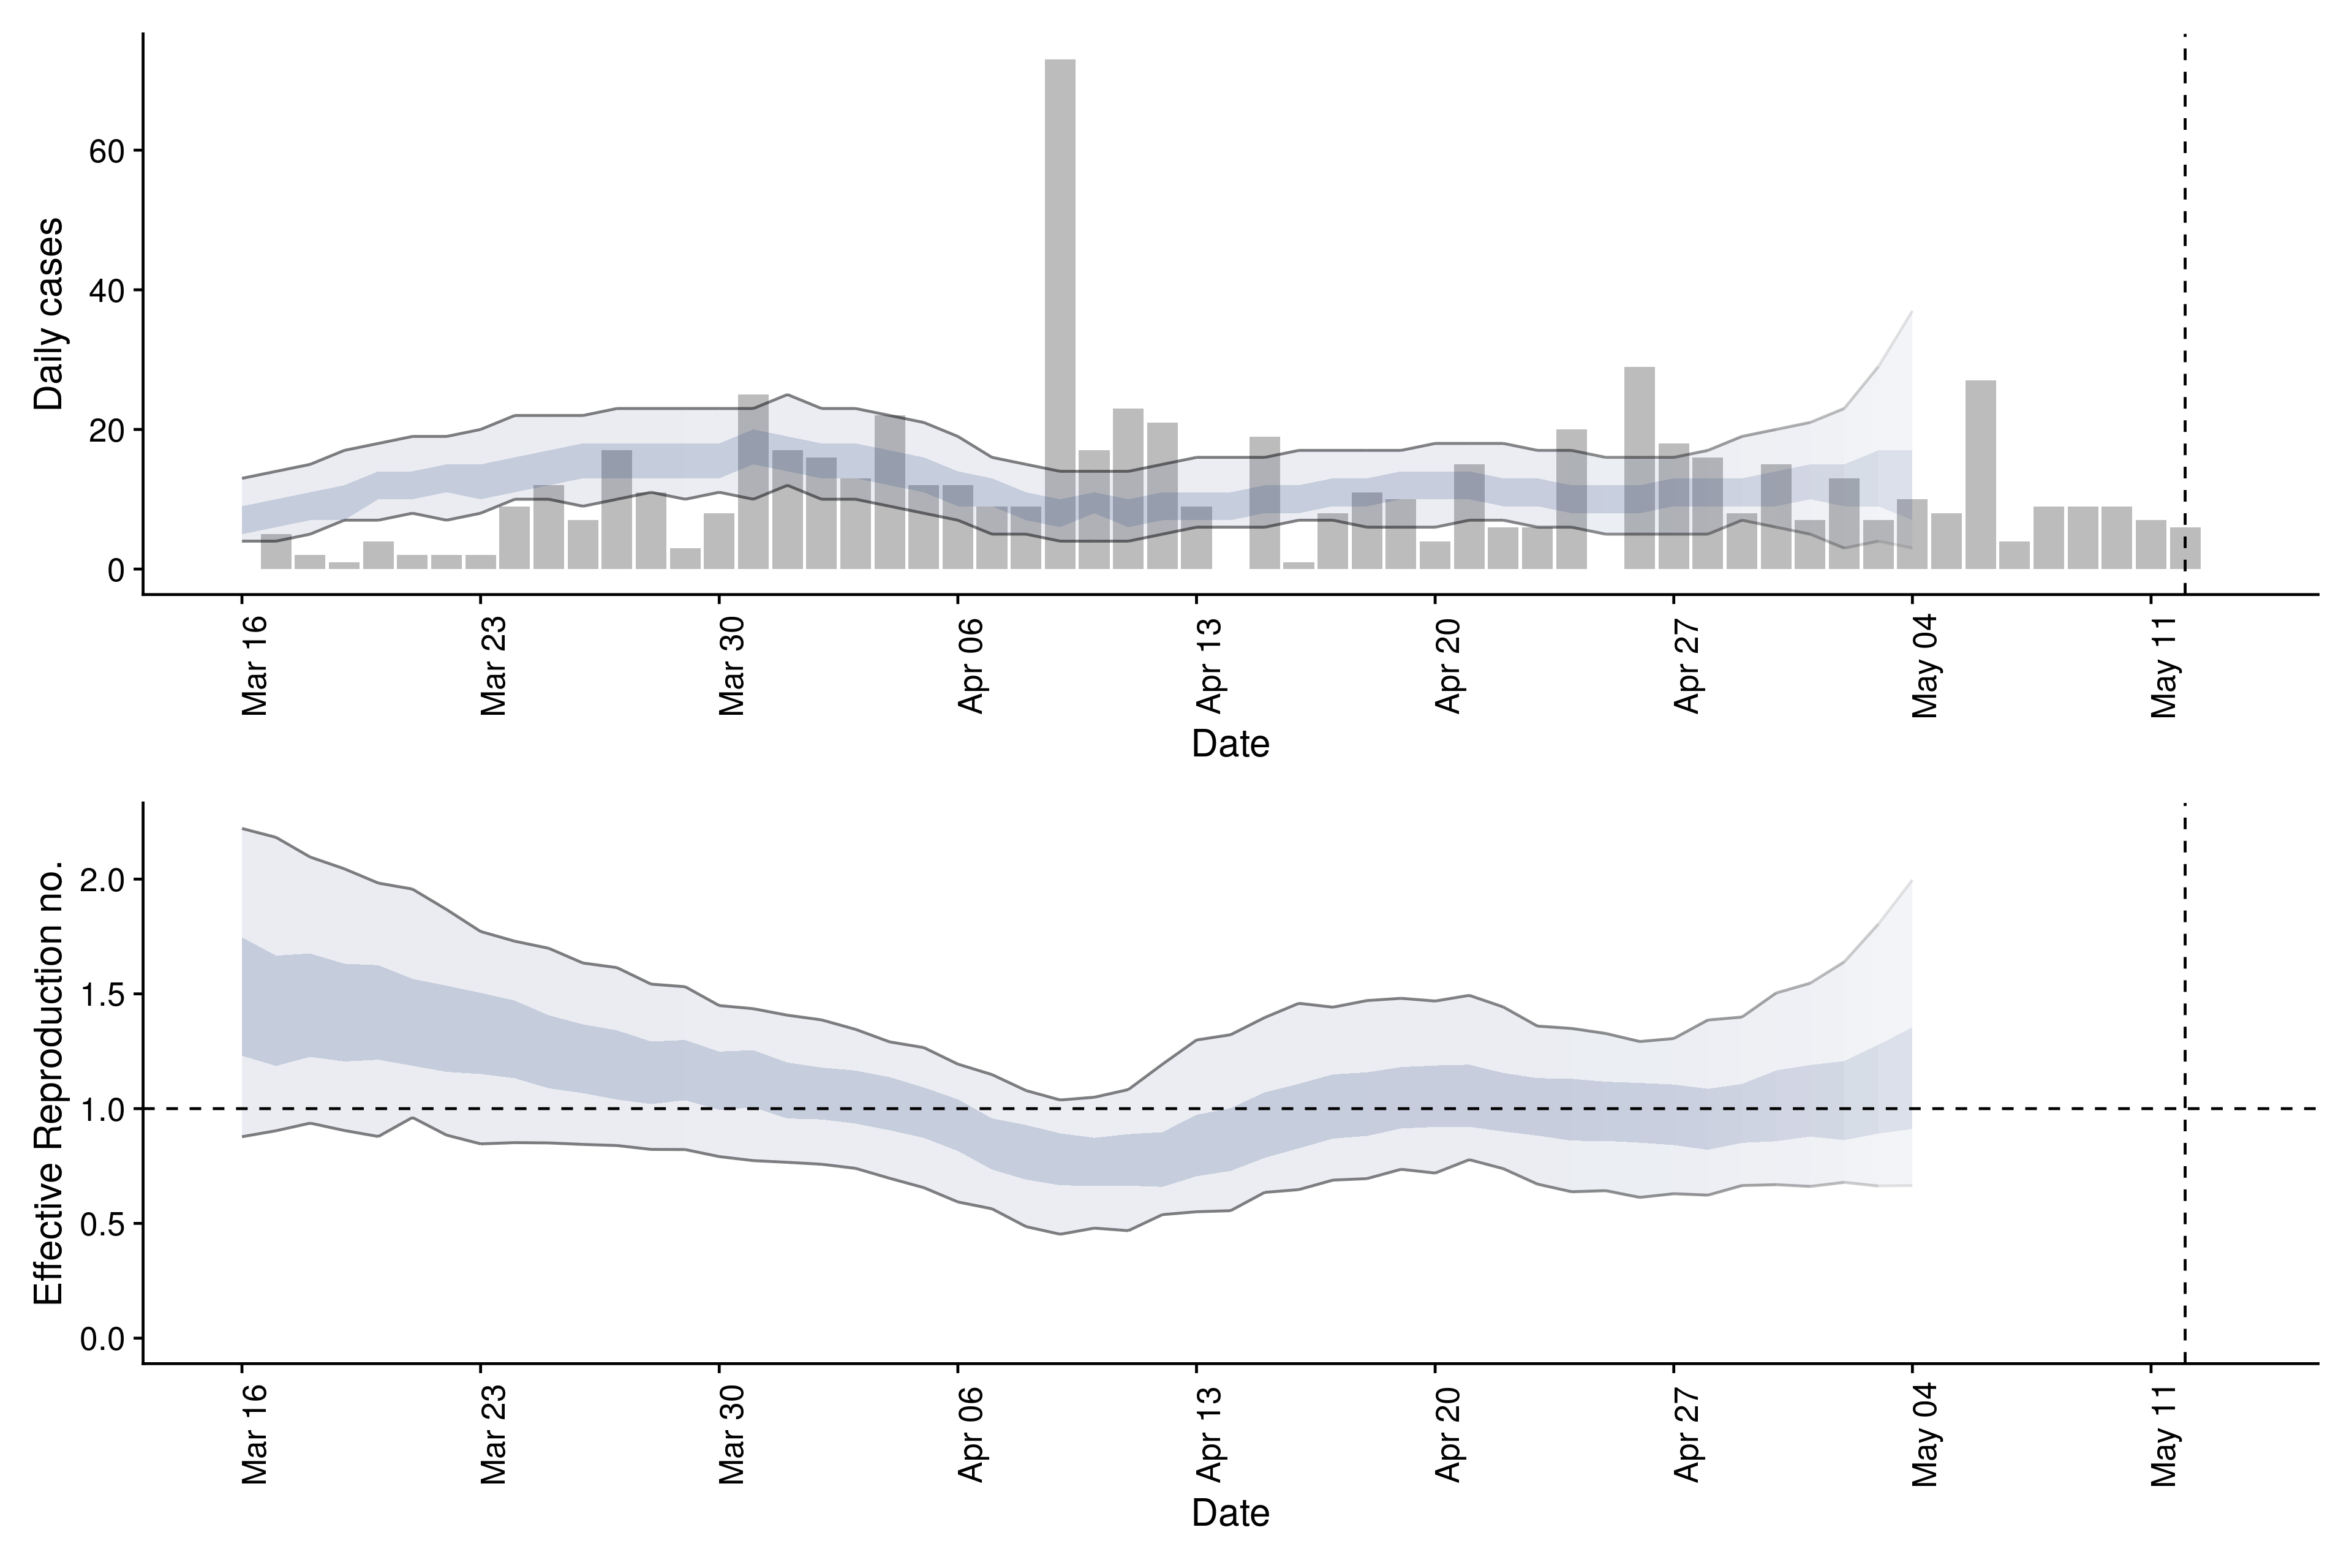 Daily cases
60
40
20
0
Mar 16
Mar 23
Mar 30
Apr 06
Apr 13
Apr 20
Apr 27
May 04
May 11
Date
Effective Reproduction no.
2.0
1.5
1.0
0.5
0.0
Mar 16
Mar 23
Mar 30
Apr 06
Apr 13
Apr 20
Apr 27
May 04
May 11
Date